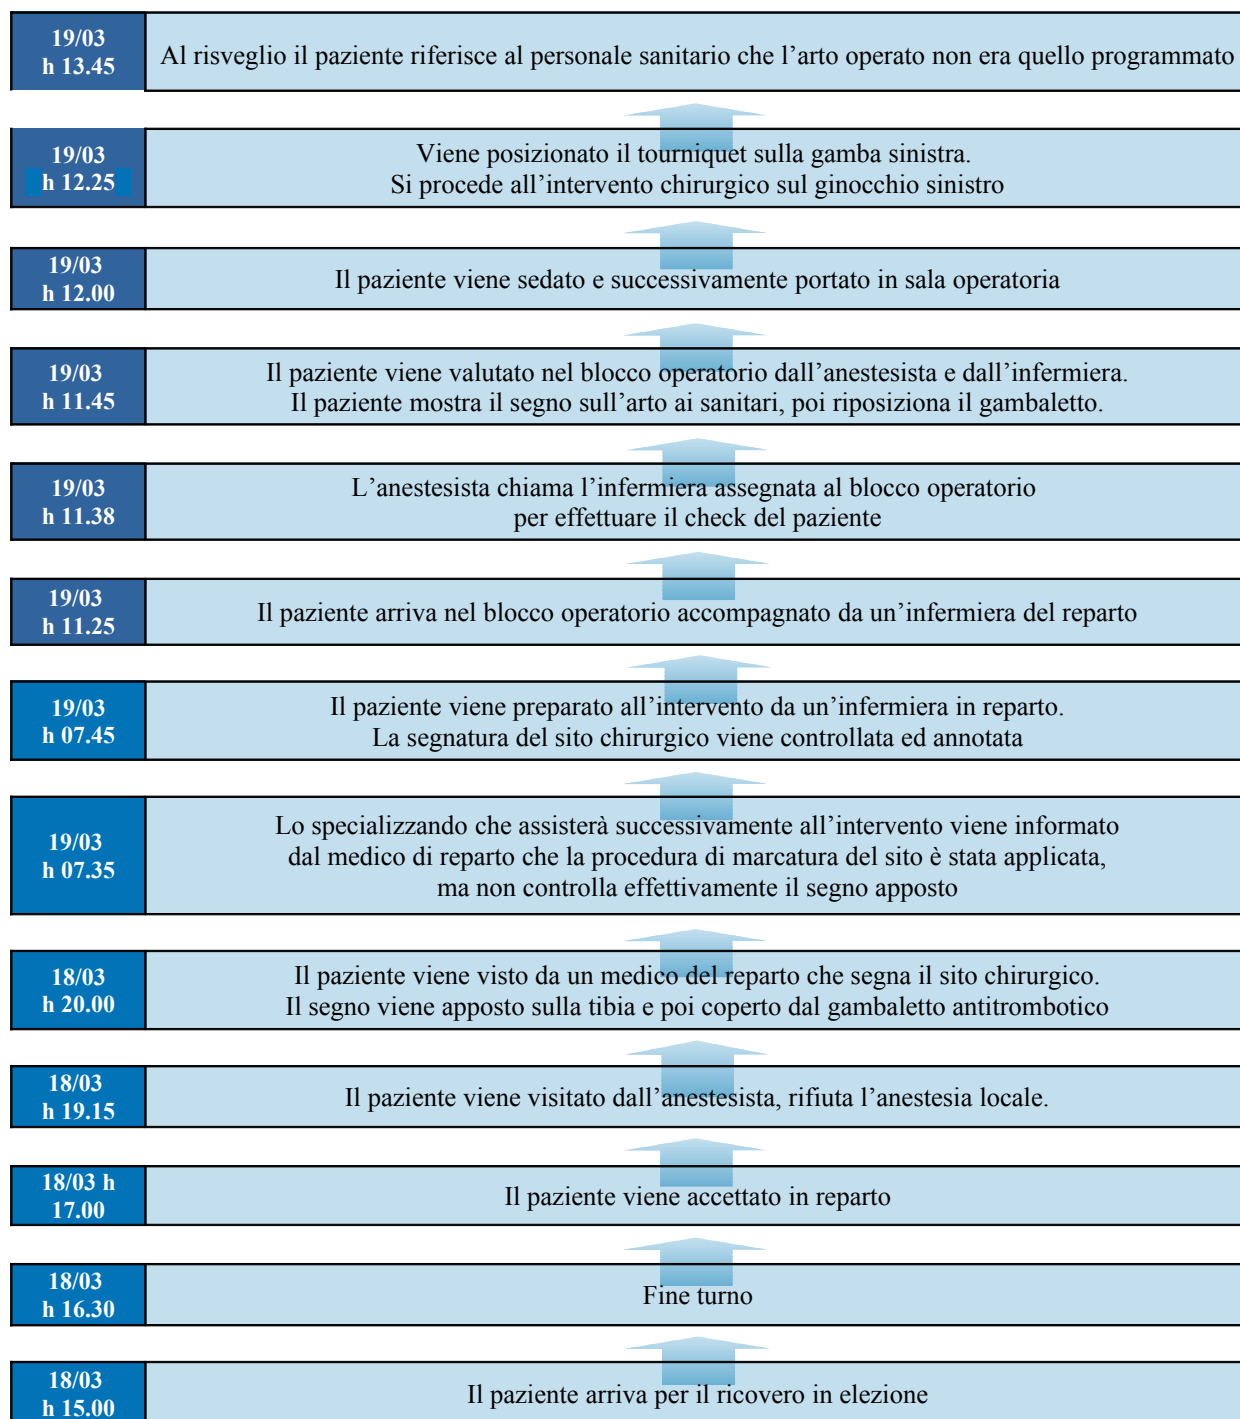 19/03
h 13.45
Al risveglio il paziente riferisce al personale sanitario che l’arto operato non era quello programmato
19/03
h 12.25
Viene posizionato il tourniquet sulla gamba sinistra.
Si procede all’intervento chirurgico sul ginocchio sinistro
19/03
h 12.00
Il paziente viene sedato e successivamente portato in sala operatoria
19/03
h 11.45
Il paziente viene valutato nel blocco operatorio dall’anestesista e dall’infermiera.
Il paziente mostra il segno sull’arto ai sanitari, poi riposiziona il gambaletto.
19/03
h 11.38
L’anestesista chiama l’infermiera assegnata al blocco operatorio
per effettuare il check del paziente
19/03
h 11.25
Il paziente arriva nel blocco operatorio accompagnato da un’infermiera del reparto
19/03
h 07.45
Il paziente viene preparato all’intervento da un’infermiera in reparto.
La segnatura del sito chirurgico viene controllata ed annotata
19/03
h 07.35
Lo specializzando che assisterà successivamente all’intervento viene informato
dal medico di reparto che la procedura di marcatura del sito è stata applicata,
ma non controlla effettivamente il segno apposto
18/03
h 20.00
Il paziente viene visto da un medico del reparto che segna il sito chirurgico.
Il segno viene apposto sulla tibia e poi coperto dal gambaletto antitrombotico
18/03
h 19.15
Il paziente viene visitato dall’anestesista, rifiuta l’anestesia locale.
18/03 h
17.00
Il paziente viene accettato in reparto
18/03
h 16.30
Fine turno
18/03
h 15.00
Il paziente arriva per il ricovero in elezione